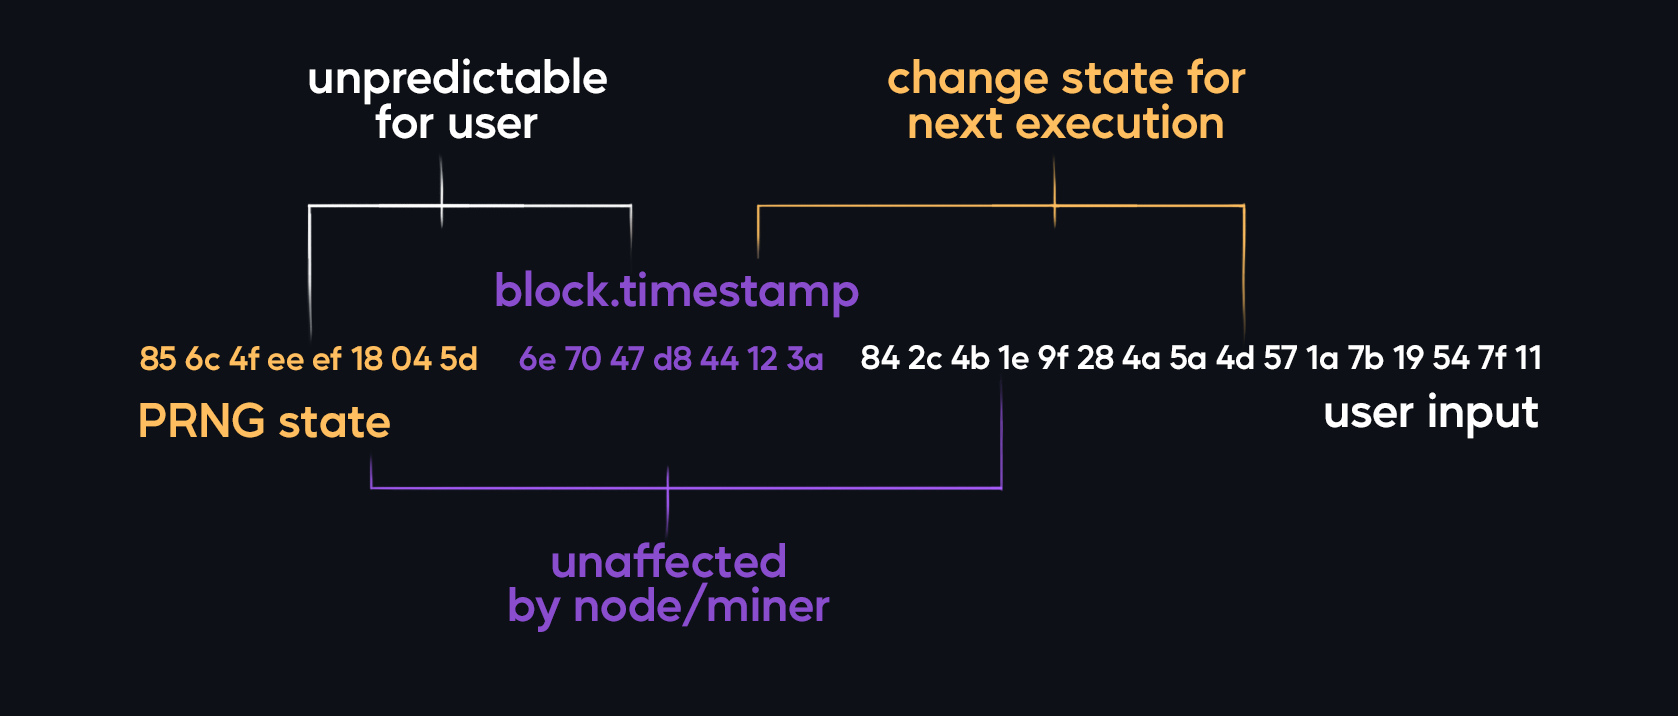 unpredictable
for user
change state for
next execution
block.timestamp
85 6c 4f ee ef 18 04 5d
6e 70 47 d8 44 12 3a
84 2c 4b 1e 9f 28 4a 5a 4d 57 1a 7b 19 54 7f 11
PRNG state
user input
unaffected
by node/miner